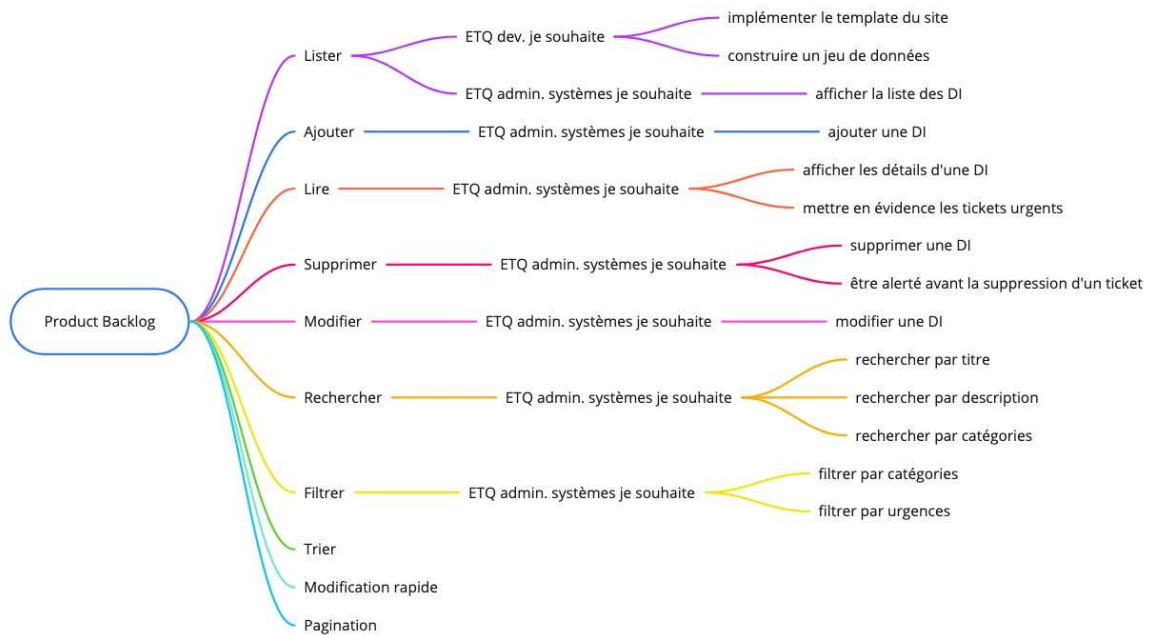 Product Backlog
Lister
ETQ dev. je souhaite
implémenter le template du site
construire un jeu de données
ETQ admin. systèmes je souhaite
afficher la liste des DI
Ajouter
ETQ admin. systèmes je souhaite
ajouter une DI
Lire
ETQ admin. systèmes je souhaite
afficher les détails d'une DI
mettre en évidence les tickets urgents
Supprimer
ETQ admin. systèmes je souhaite
supprimer une DI
être alerté avant la suppression d'un ticket
Modifier
ETQ admin. systèmes je souhaite
modifier une DI
Rechercher
ETQ admin. systèmes je souhaite
rechercher par titre
rechercher par description
rechercher par catégories
Filtrer
ETQ admin. systèmes je souhaite
filtrer par catégories
filtrer par urgences
Trier
Modification rapide
Pagination